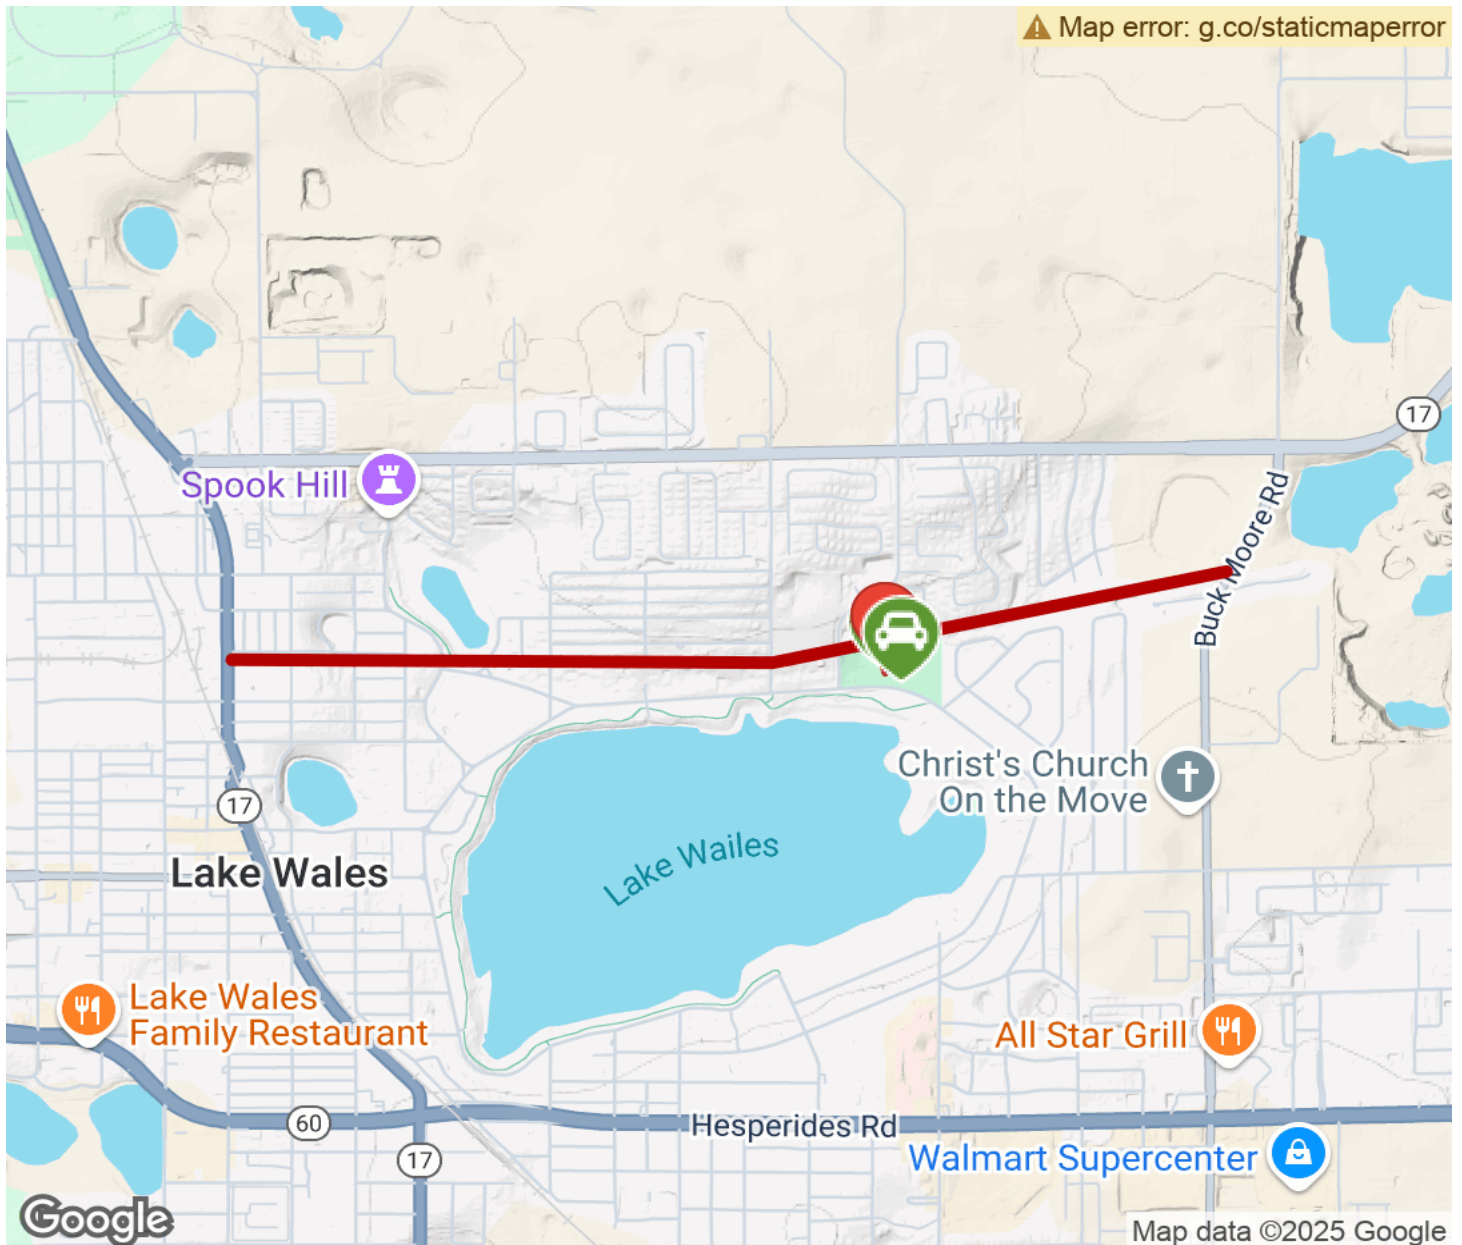 Map error: g.co/staticmaperror
17
Spook Hill
Buck Moore Rd
Christ's Church
On the Move
17
Lake Wailes
Lake Wales
Lake Wales
Family Restaurant
All Star Grill
60
Hesperides Rd
17
Walmart Supercenter
Google
Map data ©2025 Google